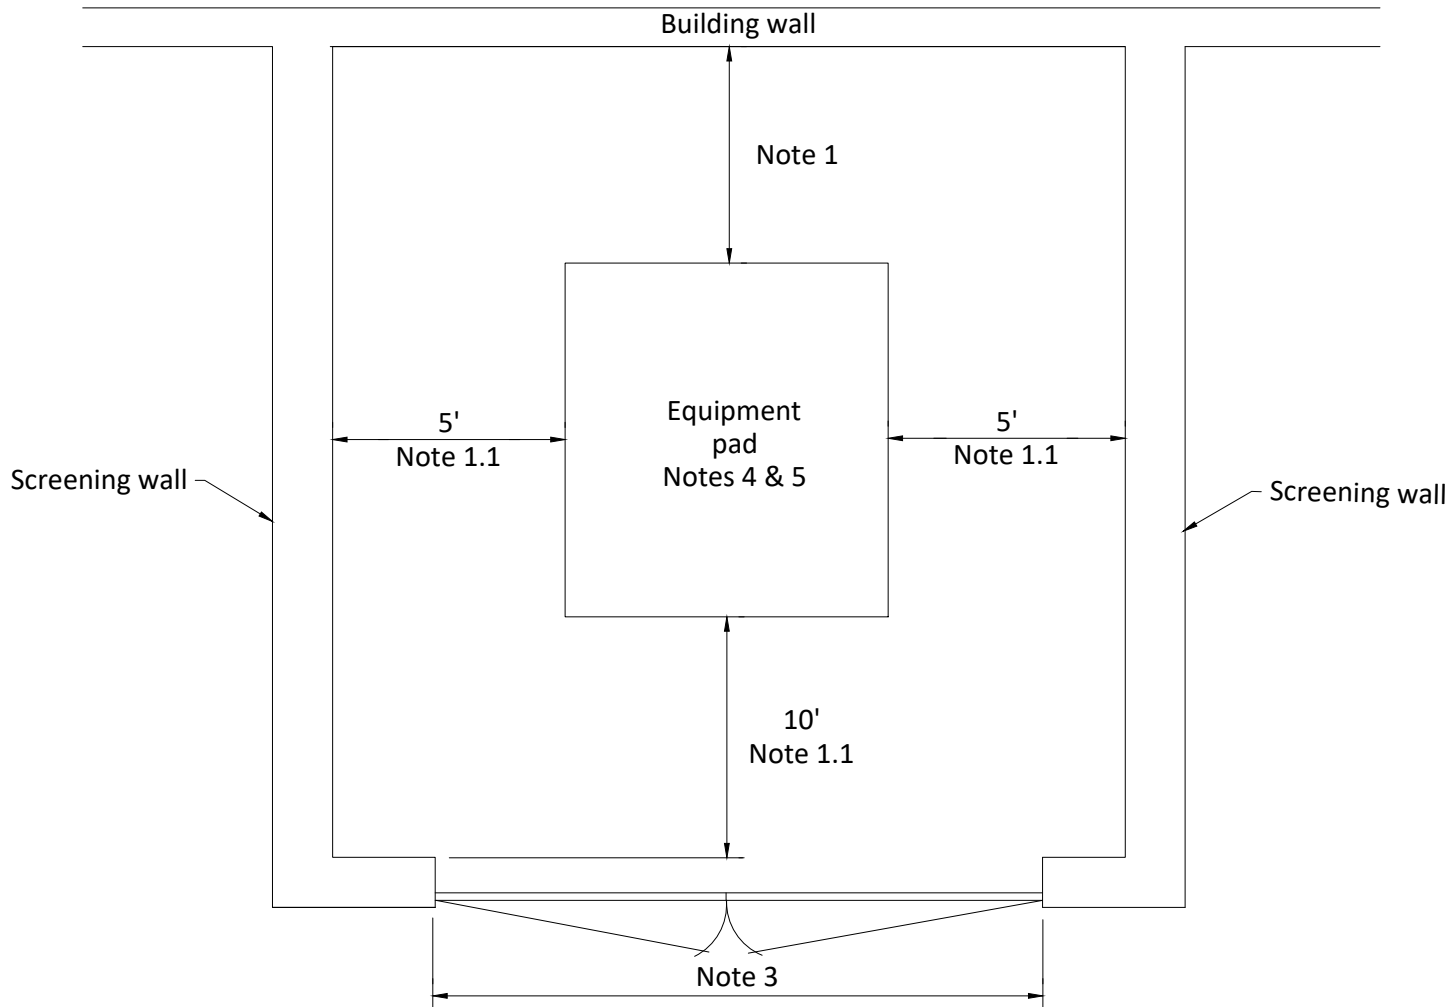 Building wall
Note 1
Equipment
pad
Notes 4 & 5
5'
Note 1.1
5'
Note 1.1
Screening wall
Screening wall
10'
Note 1.1
Note 3